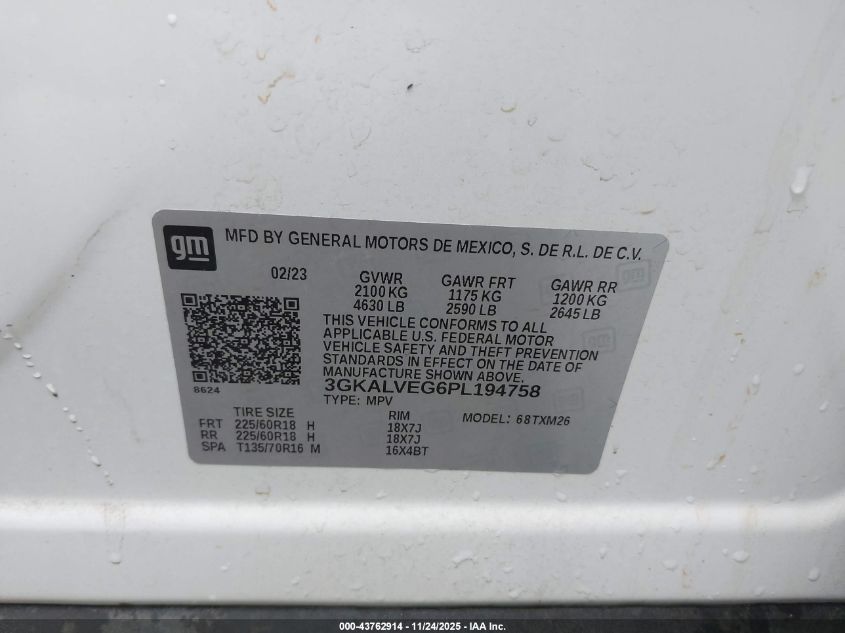 gm
MFD BY GENERAL MOTORS DE MEXICO, S. DE R.L. DE C.V.
02/23 GVWR GAWR FRT GAWR RR
2100 KG 1175 KG 1200 KG
4630 LB 2590 LB 2645 LB
THIS VEHICLE CONFORMS TO ALL
APPLICABLE U.S. FEDERAL MOTOR
VEHICLE SAFETY AND THEFT PREVENTION
STANDARDS IN EFFECT ON THE DATE OF
MANUFACTURE SHOWN ABOVE.
8624
3GKALVEG6PL194758
TYPE: MPV
TIRE SIZE RIM MODEL: 68TXM26
FRT 225/60R18 H 18X7J
RR 225/60R18 H 18X7J
SPA T135/70R16 M 16X4BT
000-43762914 - 11/24/2025 - IAA Inc.